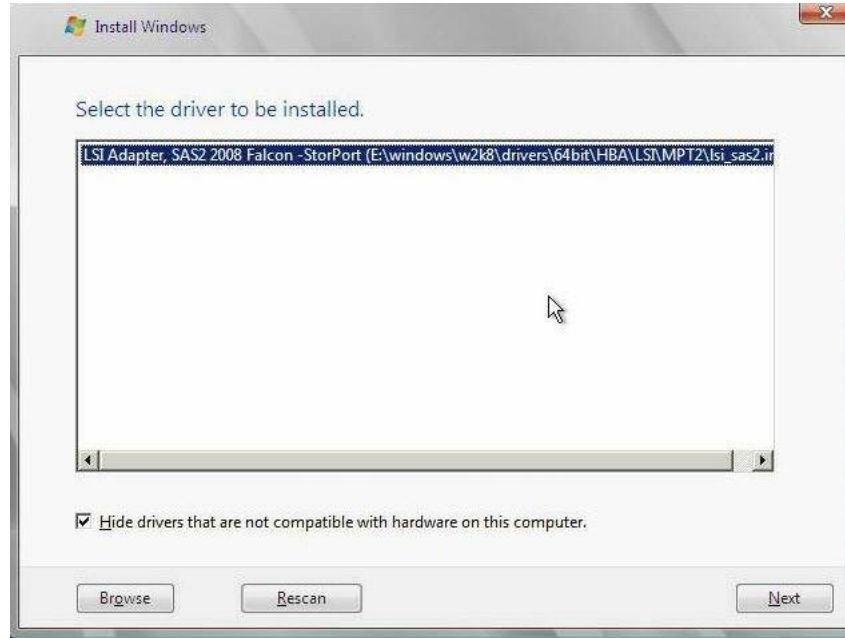 Install Windows
Select the driver to be installed.
LSI Adapter, SAS2 2008 Falcon -StorPort (E:\windows\w2k8\drivers\64bit\HBA\LSI\MPT2\lsi_sas2.in
Hide drivers that are not compatible with hardware on this computer.
Browse
Rescan
Next